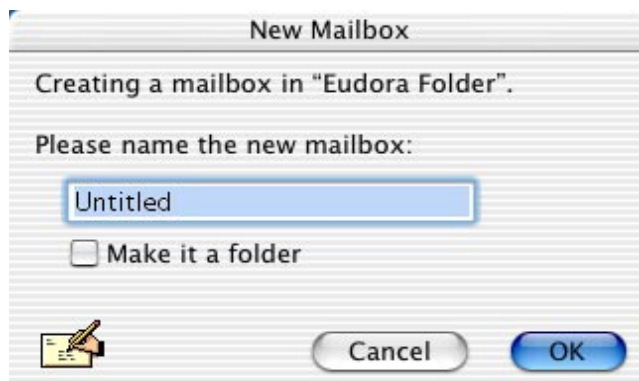 New Mailbox
Creating a mailbox in “Eudora Folder”.
Please name the new mailbox:
Untitled
Make it a folder
Cancel OK